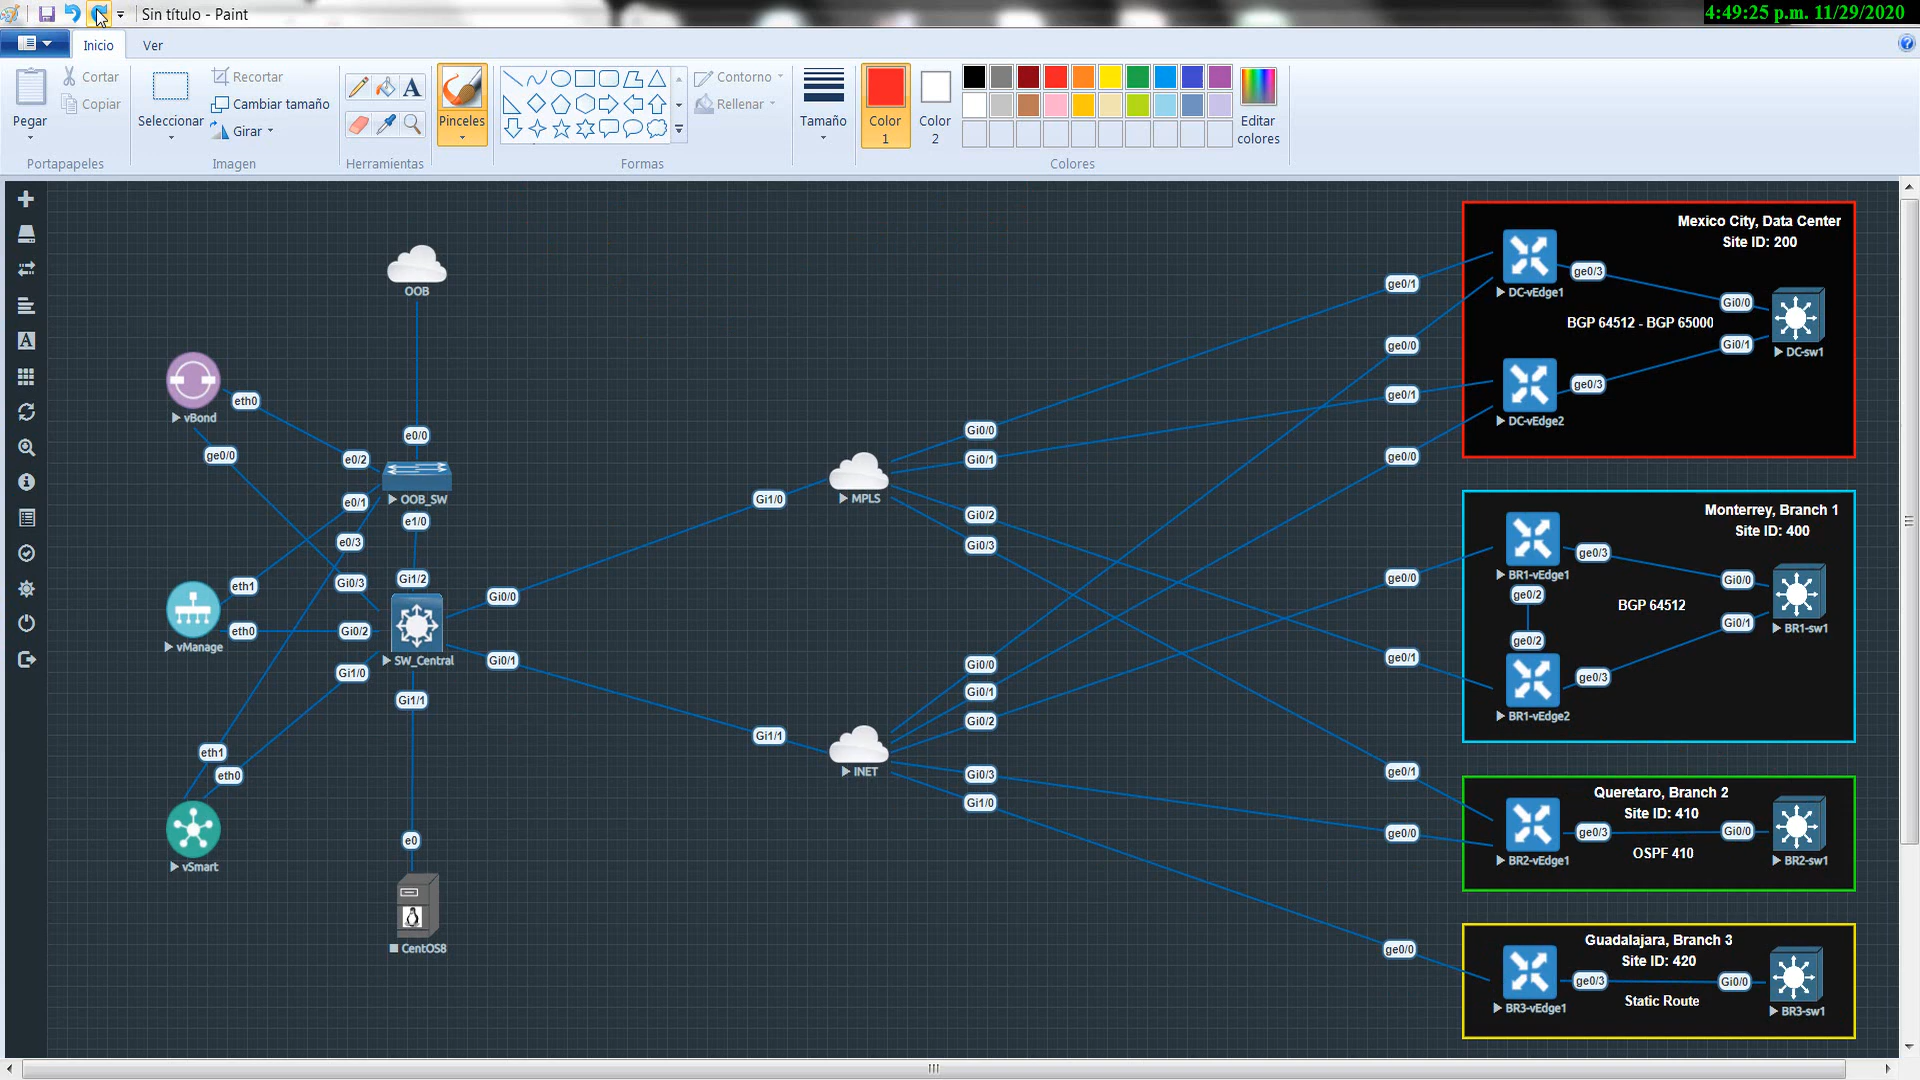 Sin título - Paint
4:49:25 p.m. 11/29/2020
Inicio
Ver
Pegar
Cortar
Copiar
Portapapeles
Seleccionar
Recortar
Cambiar tamaño
Girar
Imagen
A
Herramientas
Pinceles
Contorno
Rellenar
Formas
Tamaño
Color
1
Color
2
Editar
colores
Colores
OOB
vBond
eth0
ge0/0
e0/0
e0/2
OOB_SW
e0/1
e1/0
e0/3
Gi1/2
Gi0/3
eth1
vManage
eth0
Gi0/2
SW_Central
Gi0/0
Gi0/1
Gi1/0
Gi1/1
eth1
eth0
vSmart
e0
CentOS8
Gi1/0
MPLS
Gi0/0
Gi0/1
Gi0/2
Gi0/3
Gi1/1
INET
Gi0/0
Gi0/1
Gi0/2
Gi0/3
Gi1/0
ge0/1
ge0/0
ge0/1
ge0/0
ge0/0
ge0/1
ge0/1
ge0/0
ge0/0
Mexico City, Data Center
Site ID: 200
DC-vEdge1
ge0/3
Gi0/0
BGP 64512 - BGP 65000
DC-sw1
Gi0/1
ge0/3
DC-vEdge2
Monterrey, Branch 1
Site ID: 400
BR1-vEdge1
ge0/3
Gi0/0
ge0/2
BGP 64512
BR1-sw1
Gi0/1
ge0/2
ge0/3
BR1-vEdge2
Queretaro, Branch 2
Site ID: 410
ge0/3
Gi0/0
OSPF 410
BR2-vEdge1
BR2-sw1
Guadalajara, Branch 3
Site ID: 420
ge0/3
Gi0/0
Static Route
BR3-vEdge1
BR3-sw1